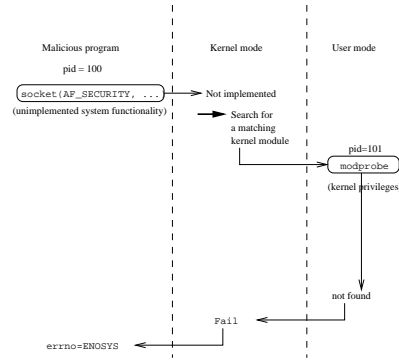 Malicious program
Kernel mode
User mode
pid = 100
socket(AF_SECURITY, ...
(unimplemented system functionality)
Not implemented
Search for
a matching
kernel module
pid=101
modprobe
(kernel privileges)
not found
Fail
errno=ENOSYS